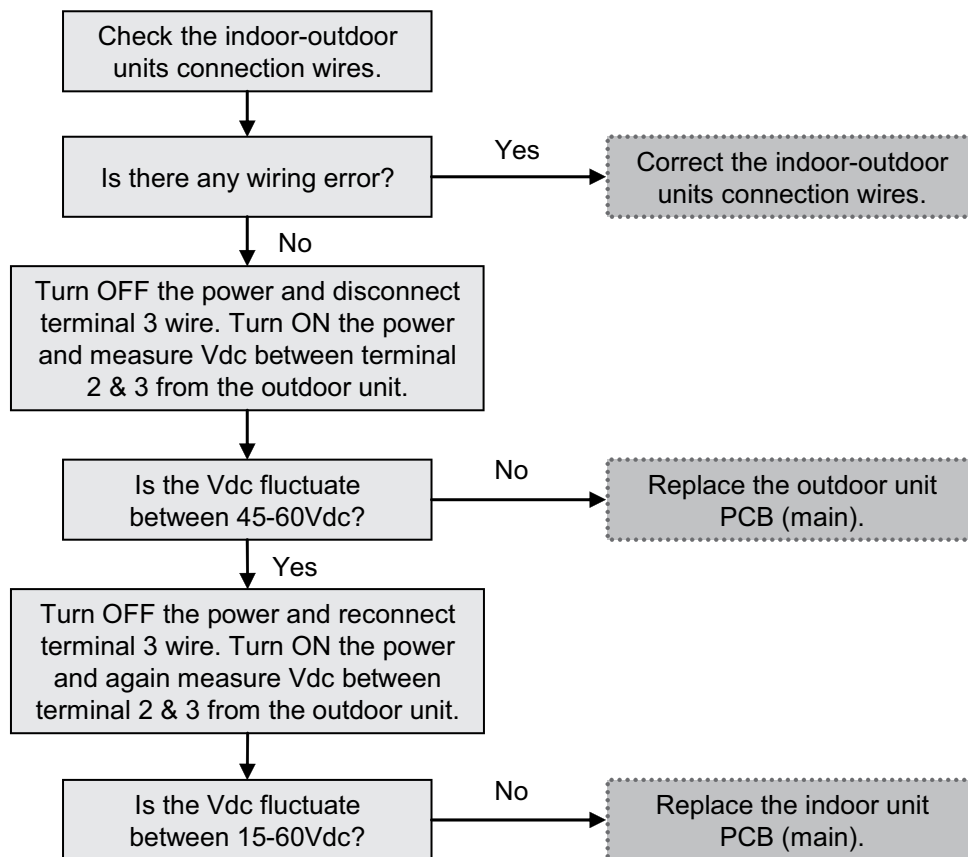 Check the indoor-outdoor
units connection wires.
Is there any wiring error?
Yes
Correct the indoor-outdoor
units connection wires.
No
Turn OFF the power and disconnect
terminal 3 wire. Turn ON the power
and measure Vdc between terminal
2 & 3 from the outdoor unit.
Is the Vdc fluctuate
between 45-60Vdc?
No
Replace the outdoor unit
PCB (main).
Yes
Turn OFF the power and reconnect
terminal 3 wire. Turn ON the power
and again measure Vdc between
terminal 2 & 3 from the outdoor unit.
Is the Vdc fluctuate
between 15-60Vdc?
No
Replace the indoor unit
PCB (main).